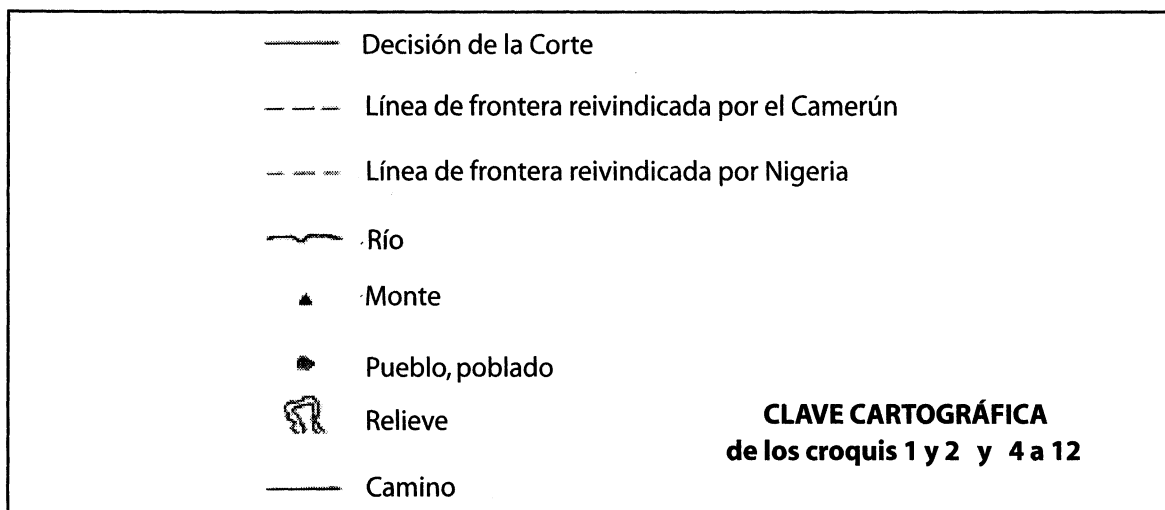 Decisión de la Corte
Línea de frontera reivindicada por el Camerún
Línea de frontera reivindicada por Nigeria
Río
Monte
Pueblo, poblado
Relieve
Camino
CLAVE CARTOGRÁFICA
de los croquis 1 y 2 y 4 a 12